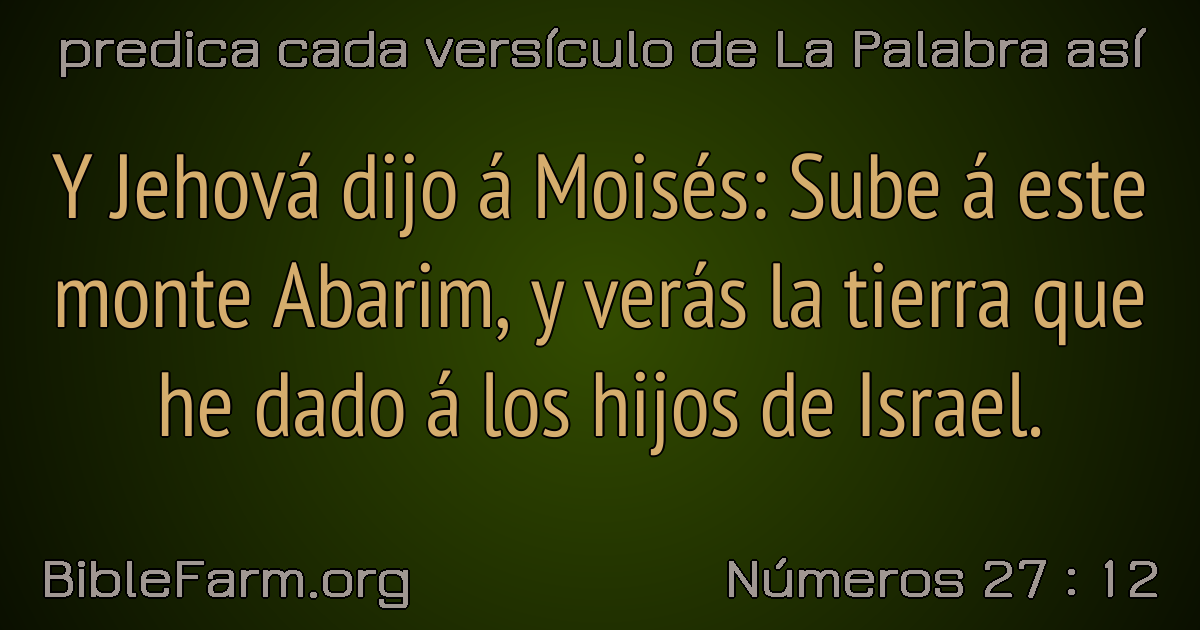 predica cada versículo de La Palabra así
Y Jehová dijo á Moisés: Sube á este
monte Abarim, y verás la tierra que
he dado á los hijos de Israel.
BibleFarm.org
Números 27 : 12